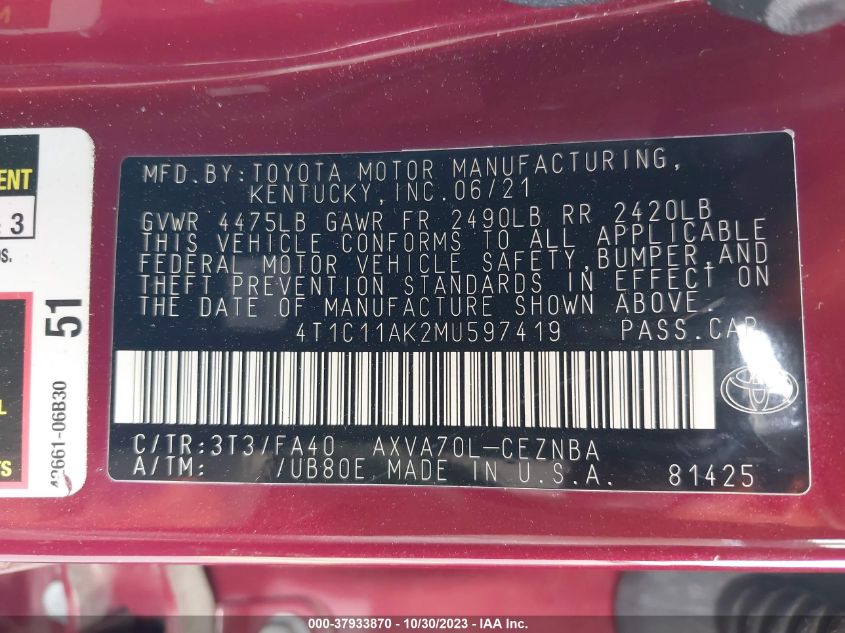 MFD. BY: TOYOTA MOTOR MANUFACTURING,
KENTUCKY, INC. 06/21
GVWR 4475LB GAWR FR 2490LB RR 2420LB
THIS VEHICLE CONFORMS TO ALL APPLICABLE
FEDERAL MOTOR VEHICLE SAFETY, BUMPER, AND
THEFT PREVENTION STANDARDS IN EFFECT ON
THE DATE OF MANUFACTURE SHOWN ABOVE.
4T1C11AK2MU597419 PASS. CAR
C/TR: 3T3/FA40 AXVA70L-CEZNBA
A/TM: /UB80E MADE IN U.S.A. 81425
3
51
42661-06B30
000-37933870 | 10/30/2023 - IAA Inc.